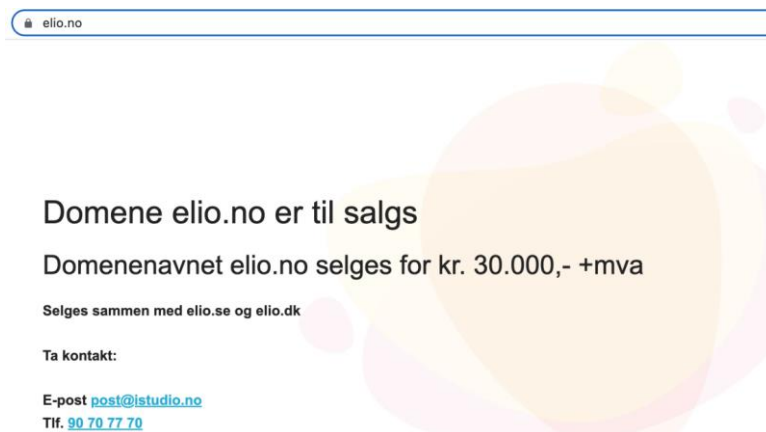 elio.no
Domene elio.no er til salgs
Domenenavnet elio.no selges for kr. 30.000,- +mva
Selges sammen med elio.se og elio.dk
Ta kontakt:
E-post post@istudio.no
Tlf. 90 70 77 70